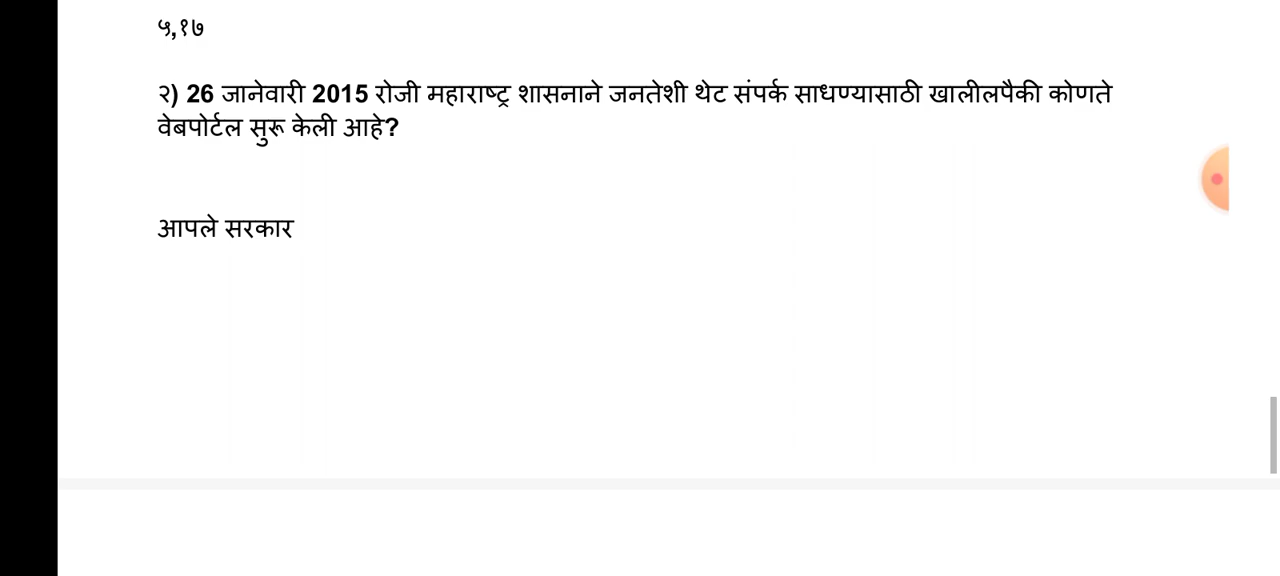 ५,१७
२) 26 जानेवारी 2015 रोजी महाराष्ट्र शासनाने जनतेशी थेट संपर्क साधण्यासाठी खालीलपैकी कोणते
वेबपोर्टल सुरू केली आहे?
आपले सरकार